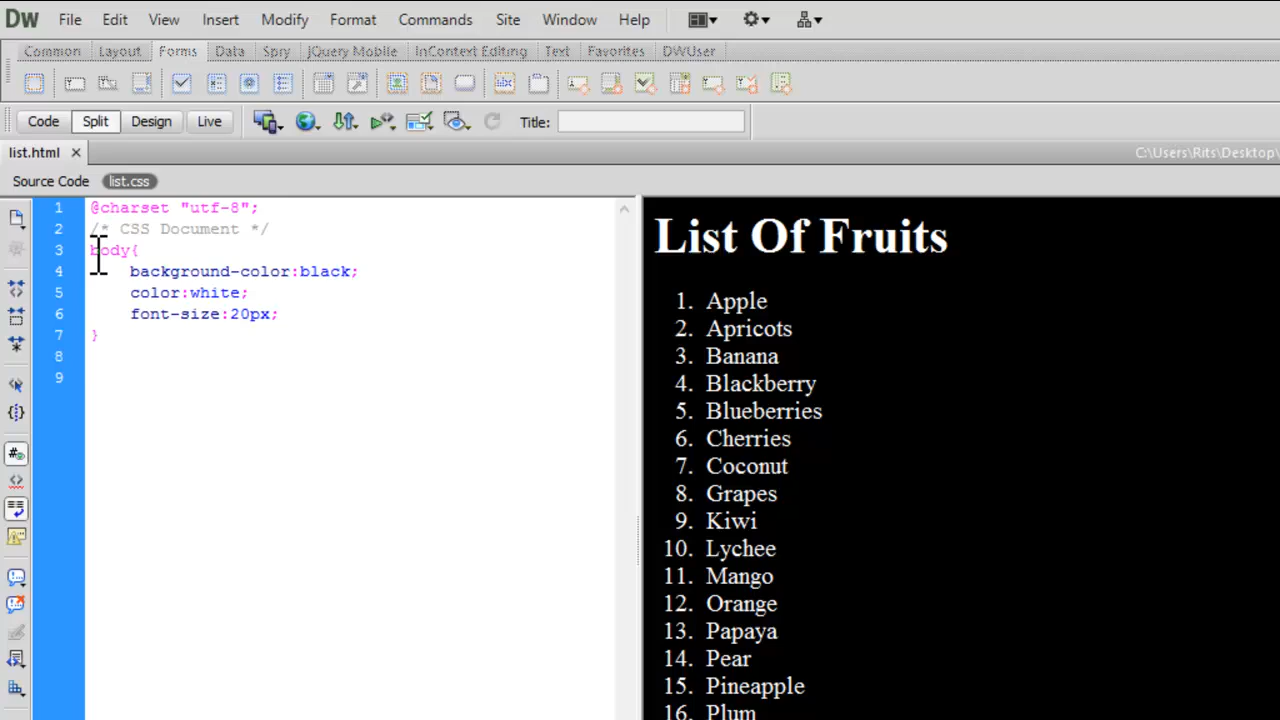 Dw File Edit View Insert Modify Format Commands Site Window Help
Common Layout Forms Data Spry jQuery Mobile InContext Editing Text Favorites DWUser
Code Split Design Live Title:
list.html × C:\Users\Rits\Desktop\
Source Code list.css
1 @charset "utf-8";
2 /* CSS Document */
3 body{
4 background-color:black;
5 color:white;
6 font-size:20px;
7 }
8
9
List Of Fruits
1. Apple
2. Apricots
3. Banana
4. Blackberry
5. Blueberries
6. Cherries
7. Coconut
8. Grapes
9. Kiwi
10. Lychee
11. Mango
12. Orange
13. Papaya
14. Pear
15. Pineapple
16. Plum